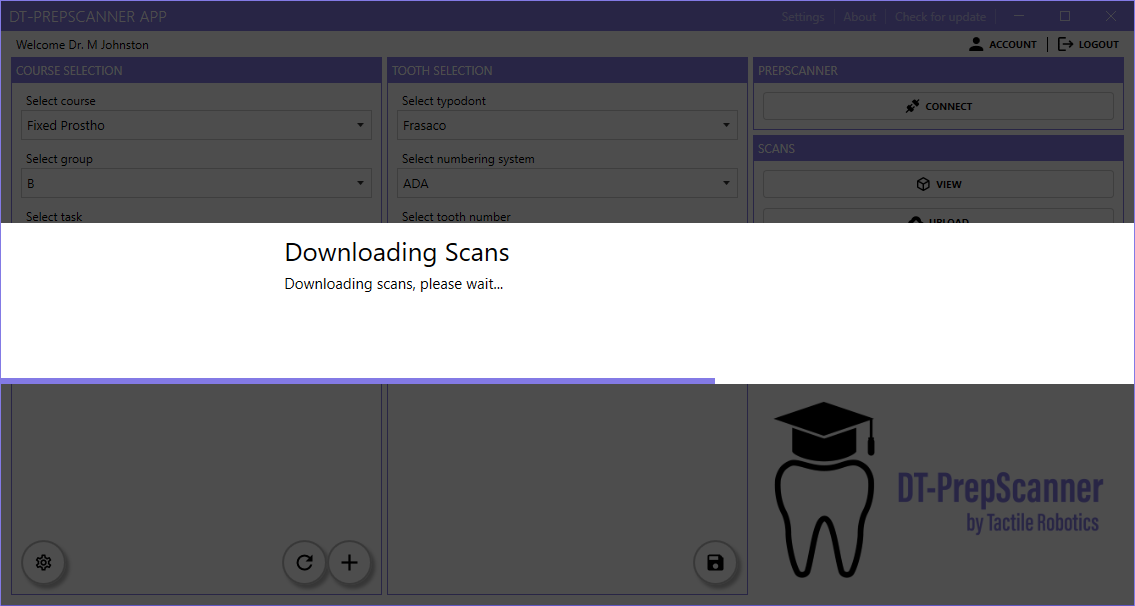 DT-PREPSCANNER APP
Settings
About
Check for update
Welcome Dr. M Johnston
ACCOUNT
LOGOUT
COURSE SELECTION
Select course
Fixed Prostho
Select group
B
Select task
TOOTH SELECTION
Select typodont
Frasaco
Select numbering system
ADA
Select tooth number
PREPSCANNER
CONNECT
SCANS
VIEW
UPLOAD
Downloading Scans
Downloading scans, please wait...
DT-PrepScanner
by Tactile Robotics